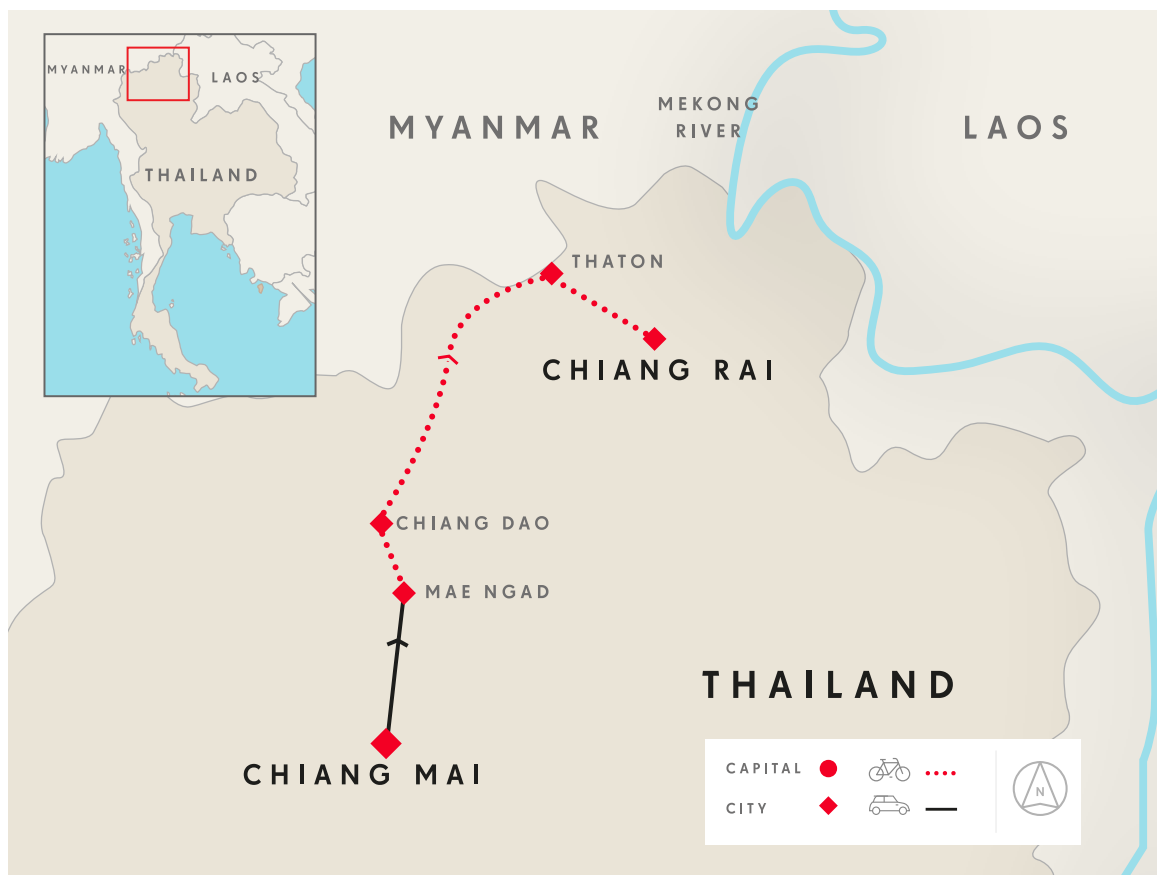 MYANMAR
LAOS
THAILAND
MYANMAR
MEKONG
RIVER
LAOS
THATON
CHIANG RAI
CHIANG DAO
MAE NGAD
THAILAND
CHIANG MAI
CAPITAL
CITY
N